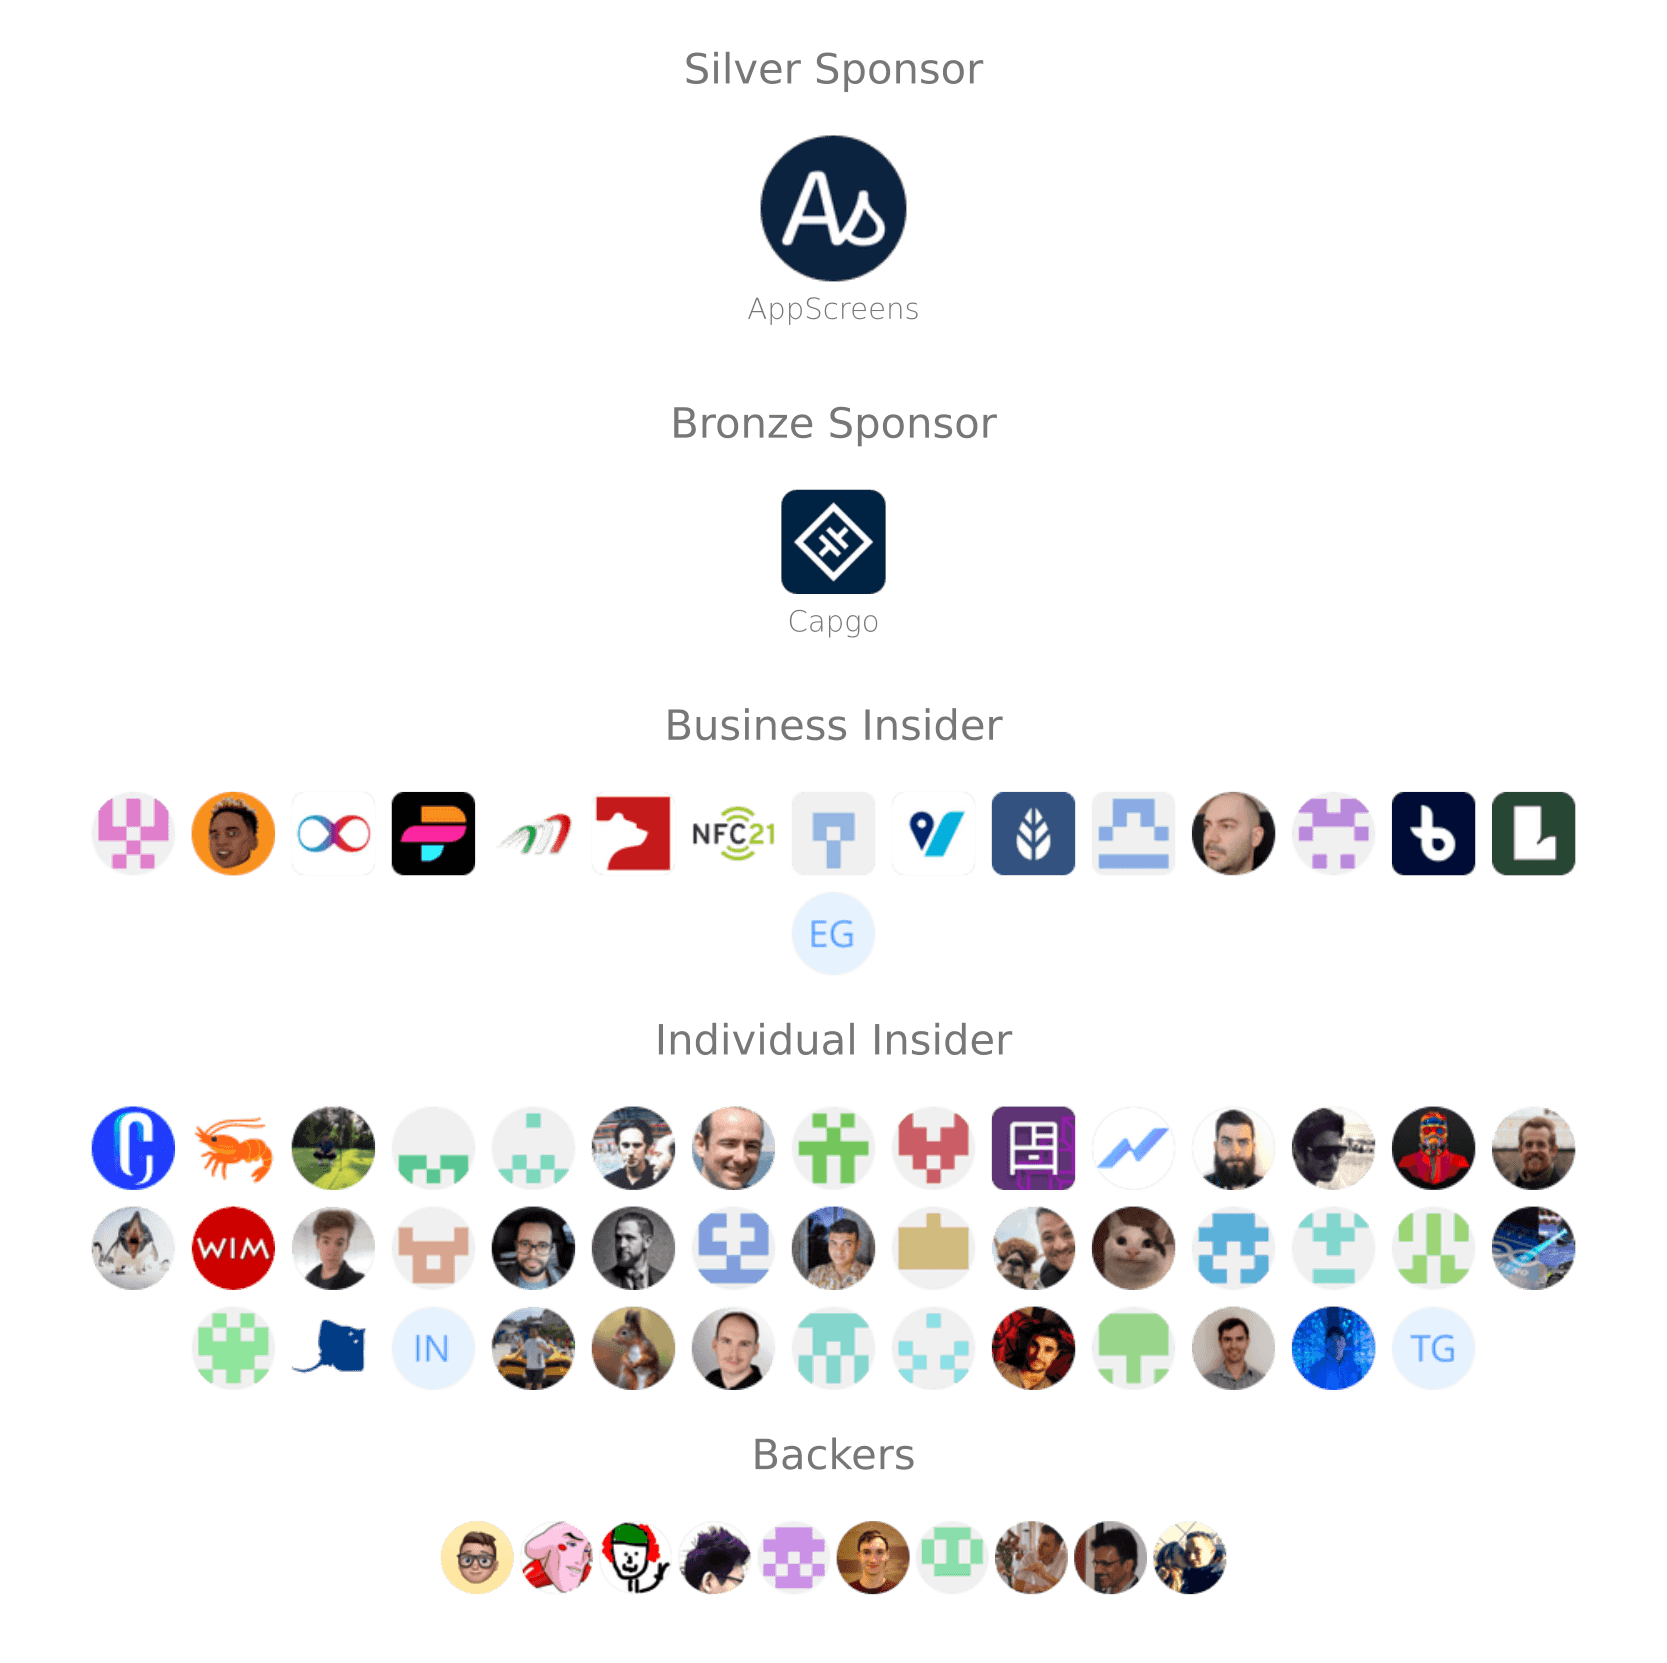 Silver Sponsor
As
AppScreens
Bronze Sponsor
Capgo
Business Insider
NFC21
EG
Individual Insider
WIM
IN
TG
Backers